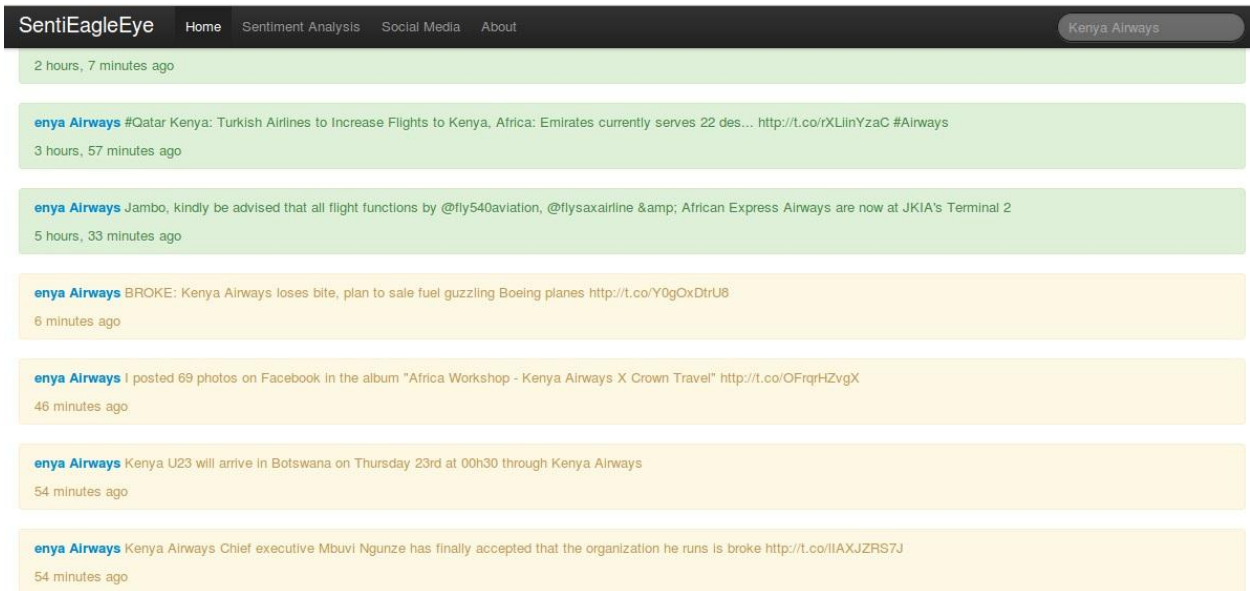 SentiEagleEye Home Sentiment Analysis Social Media About Kenya Airways
2 hours, 7 minutes ago
enya Airways #Qatar Kenya: Turkish Airlines to Increase Flights to Kenya, Africa: Emirates currently serves 22 des... http://t.co/rXLiinYzaC #Airways
3 hours, 57 minutes ago
enya Airways Jambo, kindly be advised that all flight functions by @fly540aviation, @flysaxairline &amp; African Express Airways are now at JKIA's Terminal 2
5 hours, 33 minutes ago
enya Airways BROKE: Kenya Airways loses bite, plan to sale fuel guzzling Boeing planes http://t.co/Y0gOxDtrU8
6 minutes ago
enya Airways I posted 69 photos on Facebook in the album "Africa Workshop - Kenya Airways X Crown Travel" http://t.co/OFrqrHZvgX
46 minutes ago
enya Airways Kenya U23 will arrive in Botswana on Thursday 23rd at 00h30 through Kenya Airways
54 minutes ago
enya Airways Kenya Airways Chief executive Mbuvi Ngunze has finally accepted that the organization he runs is broke http://t.co/IIAXJZRS7J
54 minutes ago